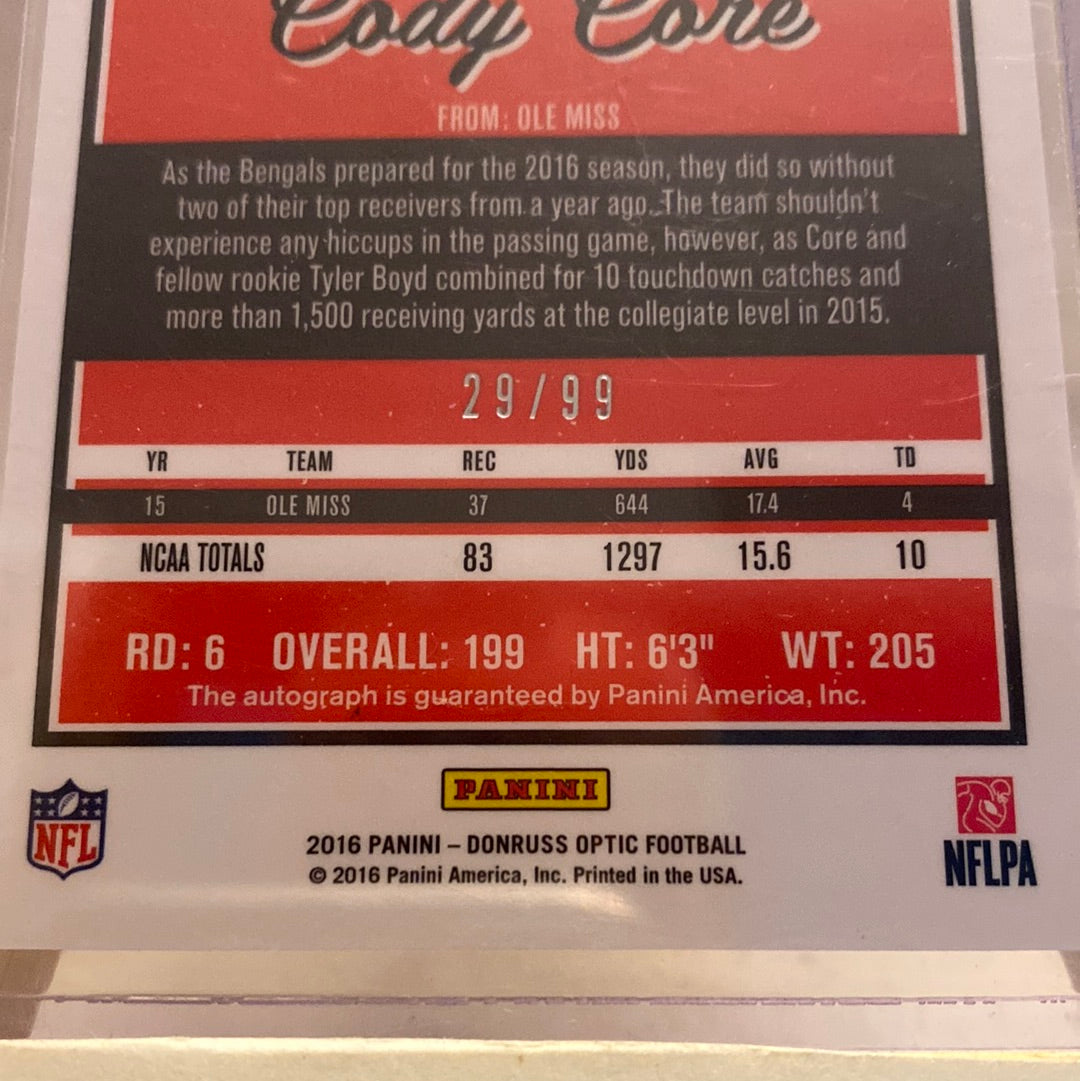 Cody Core
FROM: OLE MISS
As the Bengals prepared for the 2016 season, they did so without
two of their top receivers from a year ago. The team shouldn't
experience any hiccups in the passing game, however, as Core and
fellow rookie Tyler Boyd combined for 10 touchdown catches and
more than 1,500 receiving yards at the collegiate level in 2015.
29/99
YR TEAM REC YDS AVG TD
15 OLE MISS 37 644 17.4 4
NCAA TOTALS 83 1297 15.6 10
RD: 6 OVERALL: 199 HT: 6'3" WT: 205
The autograph is guaranteed by Panini America, Inc.
PANINI
NFL
2016 PANINI – DONRUSS OPTIC FOOTBALL
© 2016 Panini America, Inc. Printed in the USA.
NFLPA